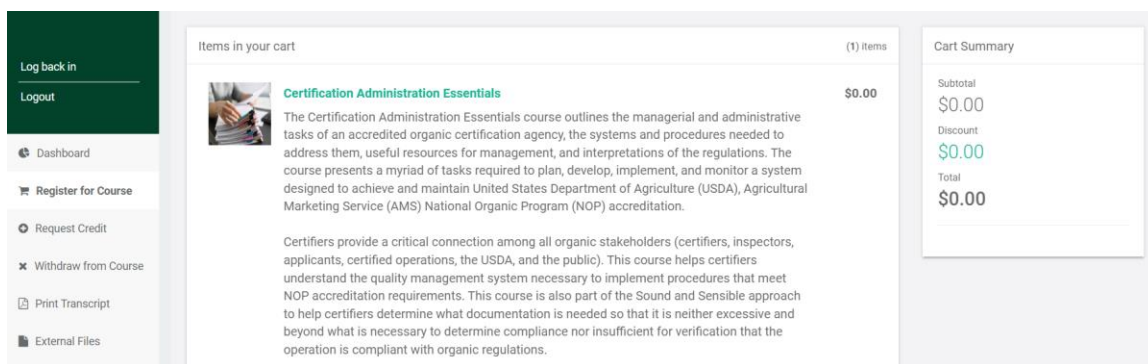 Log back in
Logout
Dashboard
Register for Course
Request Credit
Withdraw from Course
Print Transcript
External Files
Items in your cart
(1) items
Certification Administration Essentials
$0.00
The Certification Administration Essentials course outlines the managerial and administrative
tasks of an accredited organic certification agency, the systems and procedures needed to
address them, useful resources for management, and interpretations of the regulations. The
course presents a myriad of tasks required to plan, develop, implement, and monitor a system
designed to achieve and maintain United States Department of Agriculture (USDA), Agricultural
Marketing Service (AMS) National Organic Program (NOP) accreditation.
Certifiers provide a critical connection among all organic stakeholders (certifiers, inspectors,
applicants, certified operations, the USDA, and the public). This course helps certifiers
understand the quality management system necessary to implement procedures that meet
NOP accreditation requirements. This course is also part of the Sound and Sensible approach
to help certifiers determine what documentation is needed so that it is neither excessive and
beyond what is necessary to determine compliance nor insufficient for verification that the
operation is compliant with organic regulations.
Cart Summary
Subtotal
$0.00
Discount
$0.00
Total
$0.00